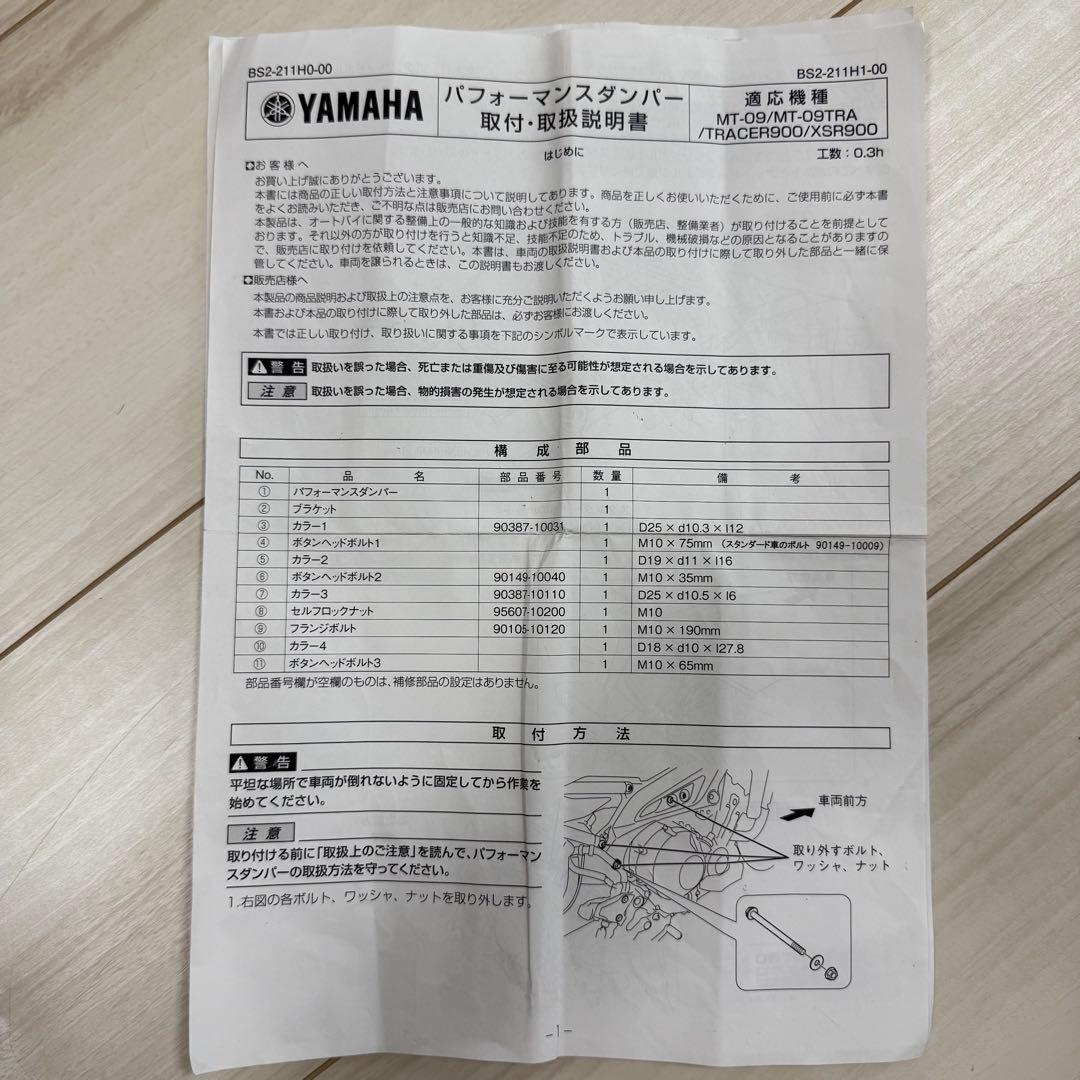 BS2-211H0-00
BS2-211H1-00
YAMAHA
パフォーマンスダンパー
取付・取扱説明書
適応機種
MT-09/MT-09TRA
/TRACER900/XSR900
はじめに
工数：0.3h
お客様へ
お買い上げ誠にありがとうございます。
本書には商品の正しい取付方法と注意事項について説明してあります。商品を正しくお使いいただくために、ご使用前に必ず本書
をよくお読みいただき、ご不明な点は販売店にお問い合わせください。
本製品は、オートバイに関する整備上の一般的な知識および技能を有する方（販売店、整備業者）が取り付けることを前提として
おります。それ以外の方が取り付けを行うと知識不足、技能不足のため、トラブル、機械破損などの原因となることがありますの
で、販売店に取り付けを依頼してください。本書は、車両の取扱説明書および本品の取り付けに際して取り外した部品と一緒に保
管してください。車両を譲られるときは、この説明書もお渡しください。
販売店様へ
本製品の商品説明および取扱上の注意点を、お客様に充分ご説明いただくようお願い申し上げます。
本書および本品の取り付けに際して取り外した部品は、必ずお客様にお渡しください。
本書では正しい取り付け、取り扱いに関する事項を下記のシンボルマークで表示しています。
警告 取扱いを誤った場合、死亡または重傷及び傷害に至る可能性が想定される場合を示してあります。
注意 取扱いを誤った場合、物的損害の発生が想定される場合を示してあります。
構成部品
No. 品名 部品番号 数量 備考
① パフォーマンスダンパー 1
② ブラケット 1
③ カラー1 90387-10031 1 D25×d10.3×l12
④ ボタンヘッドボルト1 1 M10×75mm（スタンダード車のボルト 90149-10009）
⑤ カラー2 1 D19×d11×l16
⑥ ボタンヘッドボルト2 90149-10040 1 M10×35mm
⑦ カラー3 90387-10110 1 D25×d10.5×l6
⑧ セルフロックナット 95607-10200 1 M10
⑨ フランジボルト 90105-10120 1 M10×190mm
⑩ カラー4 1 D18×d10×l27.8
⑪ ボタンヘッドボルト3 1 M10×65mm
部品番号欄が空欄のものは、補修部品の設定はありません。
取付方法
警告
平坦な場所で車両が倒れないように固定してから作業を
始めてください。
注意
取り付ける前に「取扱上のご注意」を読んで、パフォーマン
スダンパーの取扱方法を守ってください。
1.右図の各ボルト、ワッシャ、ナットを取り外します。
車両前方
取り外すボルト、
ワッシャ、ナット
-1-